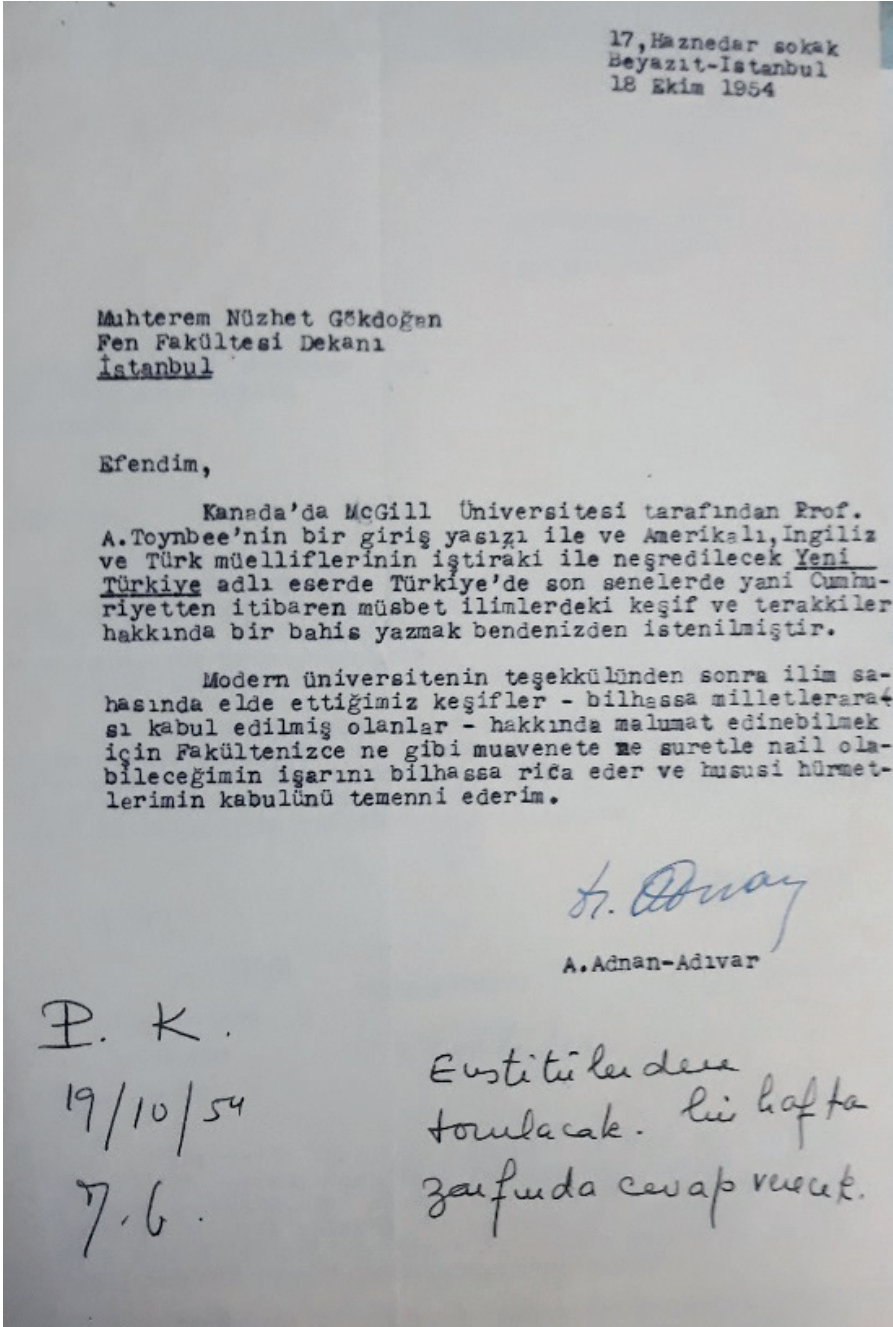 17,Haznedar sokak
Beyazıt-İstanbul
18 Ekim 1954
Muhterem Nüzhet Gökdoğan
Fen Fakültesi Dekanı
İstanbul
Efendim,
Kanada'da McGill Üniversitesi tarafından Prof.
A.Toynbee'nin bir giriş yasızı ile ve Amerikalı,Ingiliz
ve Türk müelliflerinin iştiraki ile neşredilecek Yeni
Türkiye adlı eserde Türkiye'de son senelerde yani Cumhu-
riyetten itibaren müsbet ilimlerdeki keşif ve terakkiler
hakkında bir bahis yazmak bendenizden istenilmiştir.
Modern üniversitenin teşekkülünden sonra ilim sa-
hasında elde ettiğimiz keşifler - bilhassa milletlerara-
sı kabul edilmiş olanlar - hakkında malumat edinebilmek
için Fakültenizce ne gibi muavenete ne suretle nail ola-
bileceğimin işarını bilhassa rica eder ve hususi hürmet-
lerimin kabulünü temenni ederim.
Dr. Adnan
A.Adnan-Adıvar
P. K.
19/10/54
Enstitülerden
sorulacak. bir hafta
zarfında cevap verecek.